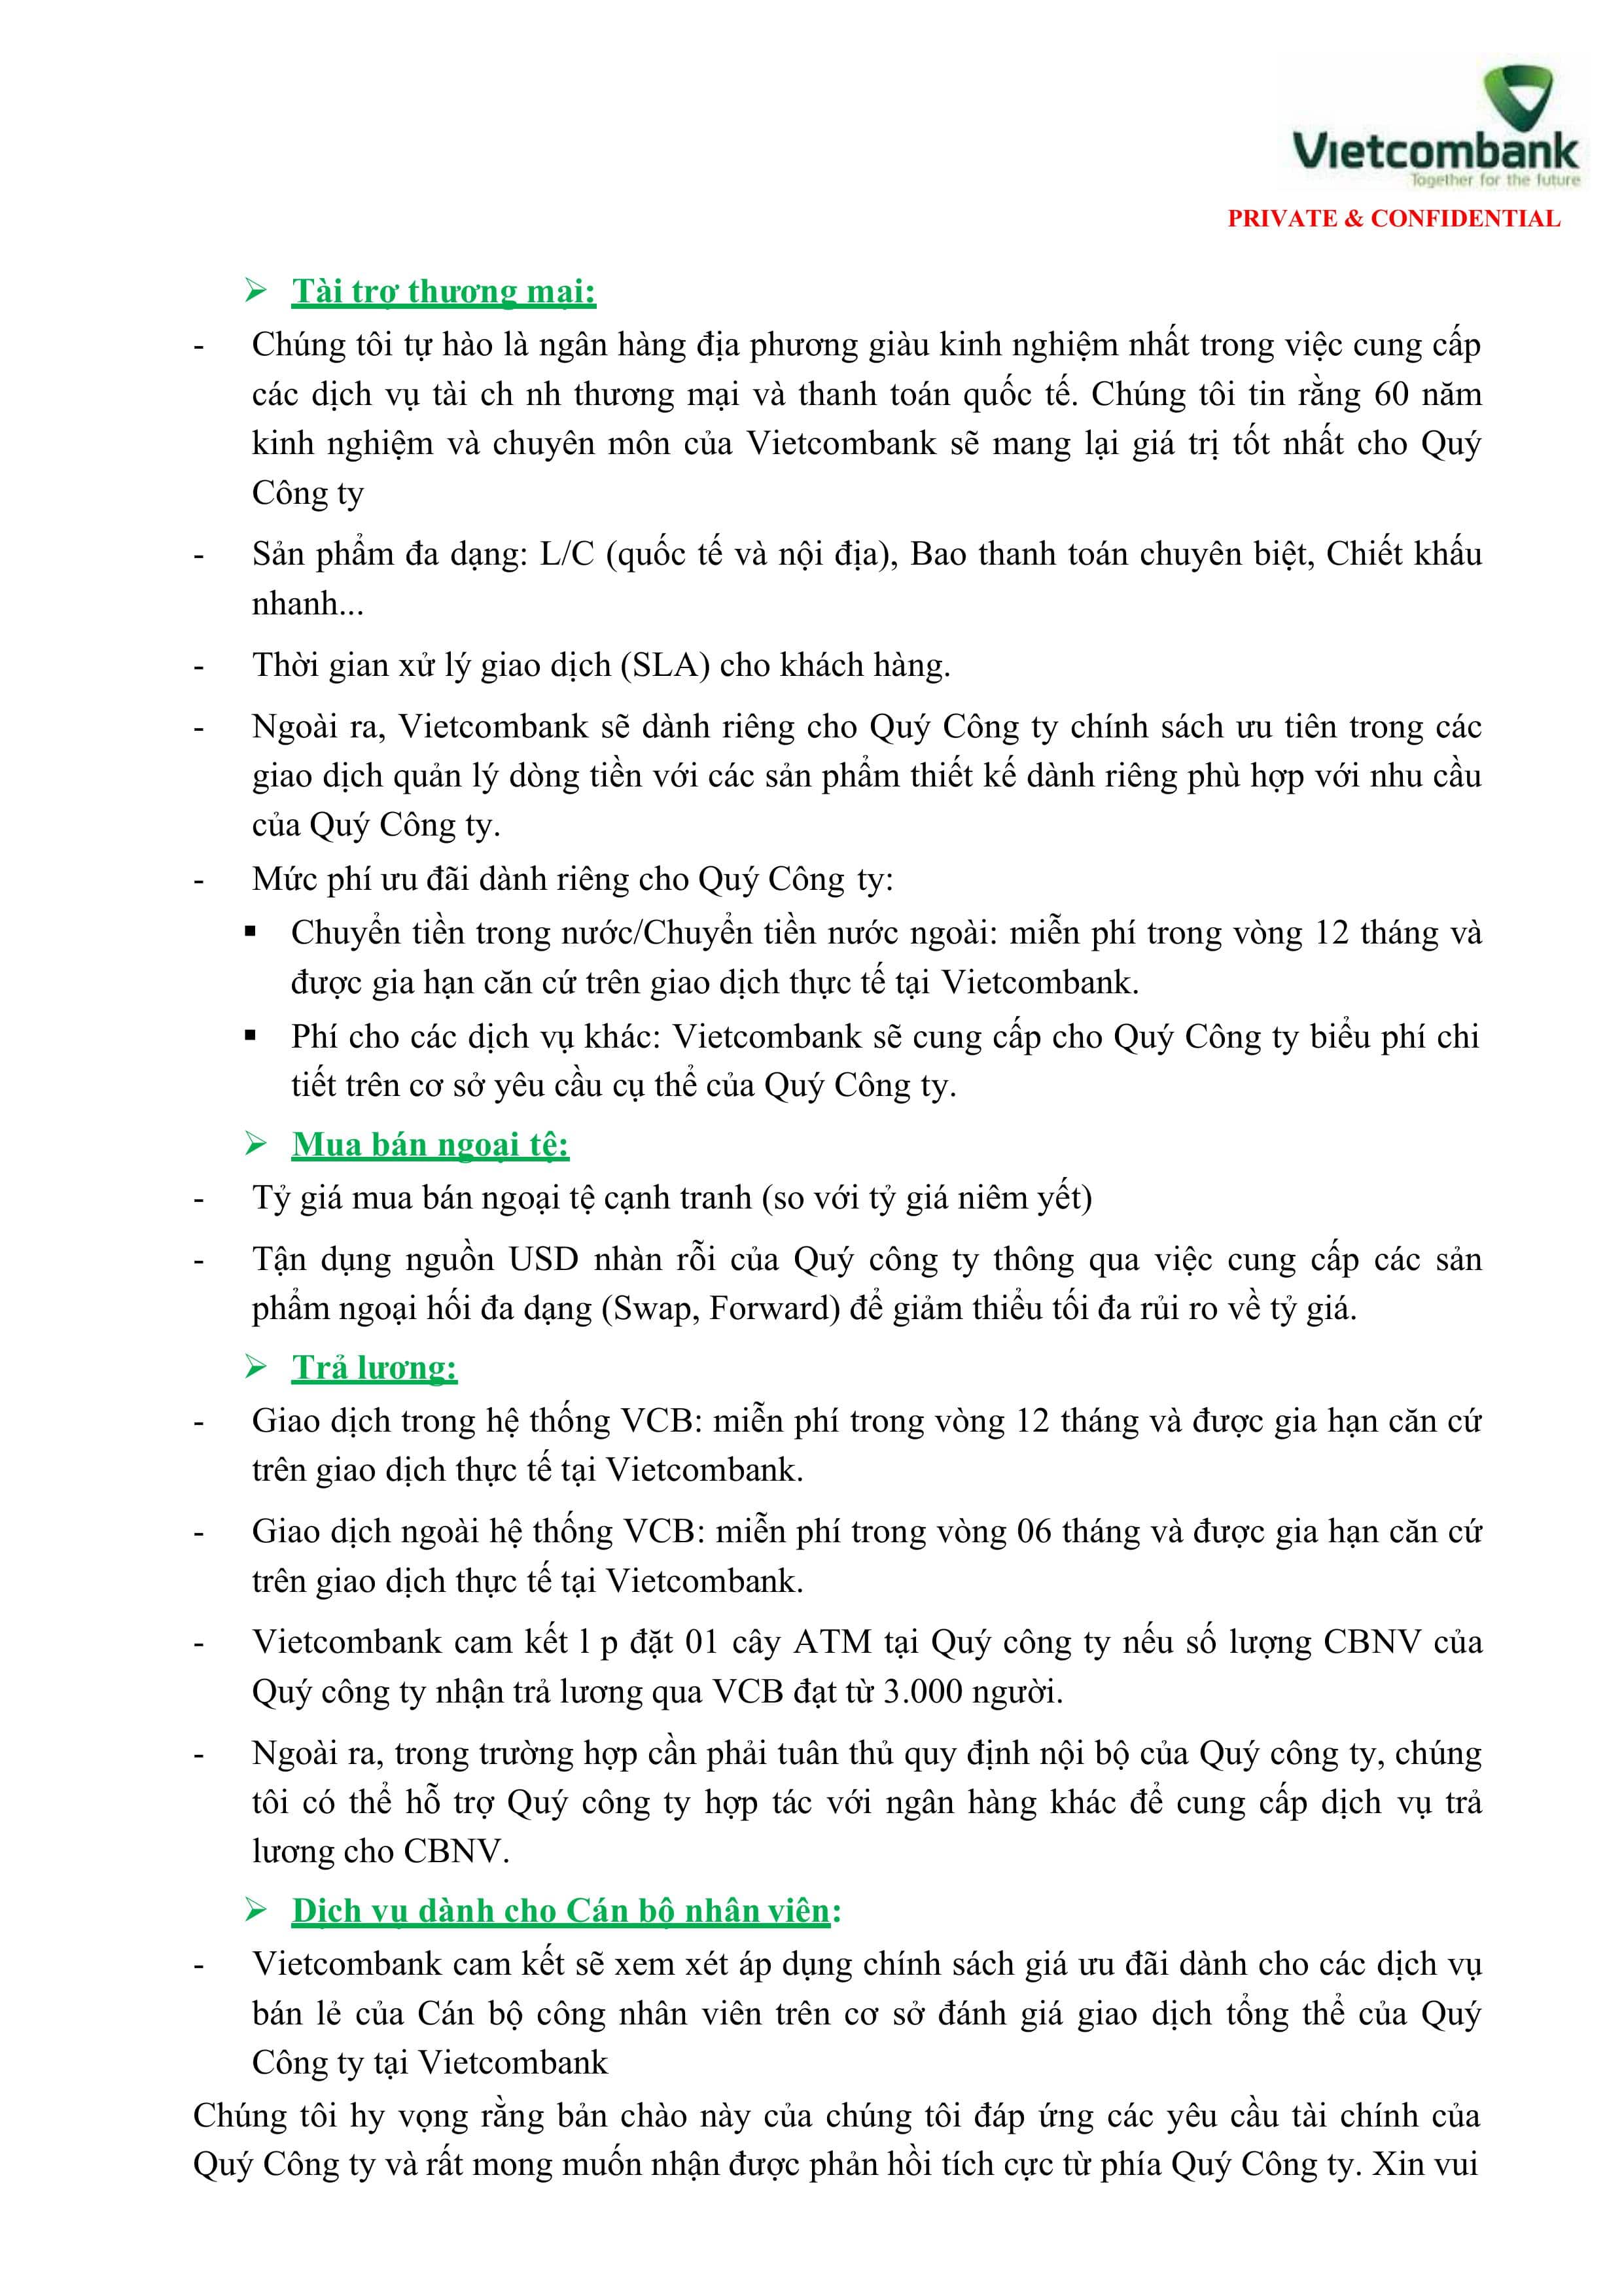 Vietcombank
Together for the future
PRIVATE & CONFIDENTIAL
➢ Tài trợ thương mại:
- Chúng tôi tự hào là ngân hàng địa phương giàu kinh nghiệm nhất trong việc cung cấp
các dịch vụ tài ch nh thương mại và thanh toán quốc tế. Chúng tôi tin rằng 60 năm
kinh nghiệm và chuyên môn của Vietcombank sẽ mang lại giá trị tốt nhất cho Quý
Công ty
- Sản phẩm đa dạng: L/C (quốc tế và nội địa), Bao thanh toán chuyên biệt, Chiết khấu
nhanh...
- Thời gian xử lý giao dịch (SLA) cho khách hàng.
- Ngoài ra, Vietcombank sẽ dành riêng cho Quý Công ty chính sách ưu tiên trong các
giao dịch quản lý dòng tiền với các sản phẩm thiết kế dành riêng phù hợp với nhu cầu
của Quý Công ty.
- Mức phí ưu đãi dành riêng cho Quý Công ty:
▪ Chuyển tiền trong nước/Chuyển tiền nước ngoài: miễn phí trong vòng 12 tháng và
được gia hạn căn cứ trên giao dịch thực tế tại Vietcombank.
▪ Phí cho các dịch vụ khác: Vietcombank sẽ cung cấp cho Quý Công ty biểu phí chi
tiết trên cơ sở yêu cầu cụ thể của Quý Công ty.
➢ Mua bán ngoại tệ:
- Tỷ giá mua bán ngoại tệ cạnh tranh (so với tỷ giá niêm yết)
- Tận dụng nguồn USD nhàn rỗi của Quý công ty thông qua việc cung cấp các sản
phẩm ngoại hối đa dạng (Swap, Forward) để giảm thiểu tối đa rủi ro về tỷ giá.
➢ Trả lương:
- Giao dịch trong hệ thống VCB: miễn phí trong vòng 12 tháng và được gia hạn căn cứ
trên giao dịch thực tế tại Vietcombank.
- Giao dịch ngoài hệ thống VCB: miễn phí trong vòng 06 tháng và được gia hạn căn cứ
trên giao dịch thực tế tại Vietcombank.
- Vietcombank cam kết l p đặt 01 cây ATM tại Quý công ty nếu số lượng CBNV của
Quý công ty nhận trả lương qua VCB đạt từ 3.000 người.
- Ngoài ra, trong trường hợp cần phải tuân thủ quy định nội bộ của Quý công ty, chúng
tôi có thể hỗ trợ Quý công ty hợp tác với ngân hàng khác để cung cấp dịch vụ trả
lương cho CBNV.
➢ Dịch vụ dành cho Cán bộ nhân viên:
- Vietcombank cam kết sẽ xem xét áp dụng chính sách giá ưu đãi dành cho các dịch vụ
bán lẻ của Cán bộ công nhân viên trên cơ sở đánh giá giao dịch tổng thể của Quý
Công ty tại Vietcombank
Chúng tôi hy vọng rằng bản chào này của chúng tôi đáp ứng các yêu cầu tài chính của
Quý Công ty và rất mong muốn nhận được phản hồi tích cực từ phía Quý Công ty. Xin vui